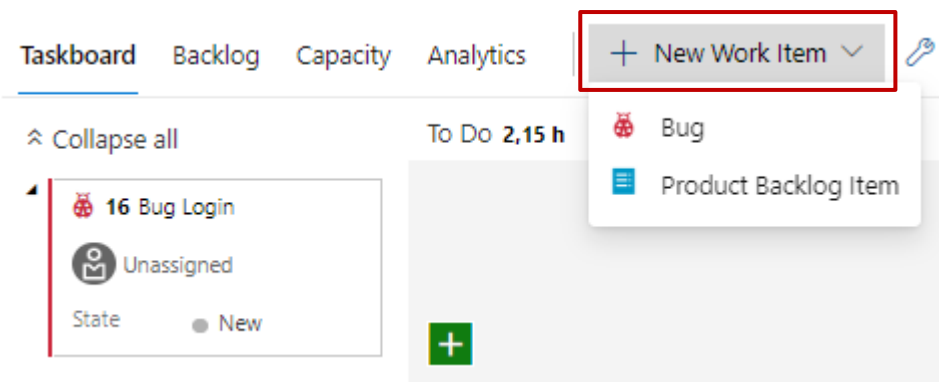 Taskboard Backlog Capacity Analytics New Work Item
Collapse all To Do 2,15 h Bug
16 Bug Login Product Backlog Item
Unassigned
State New